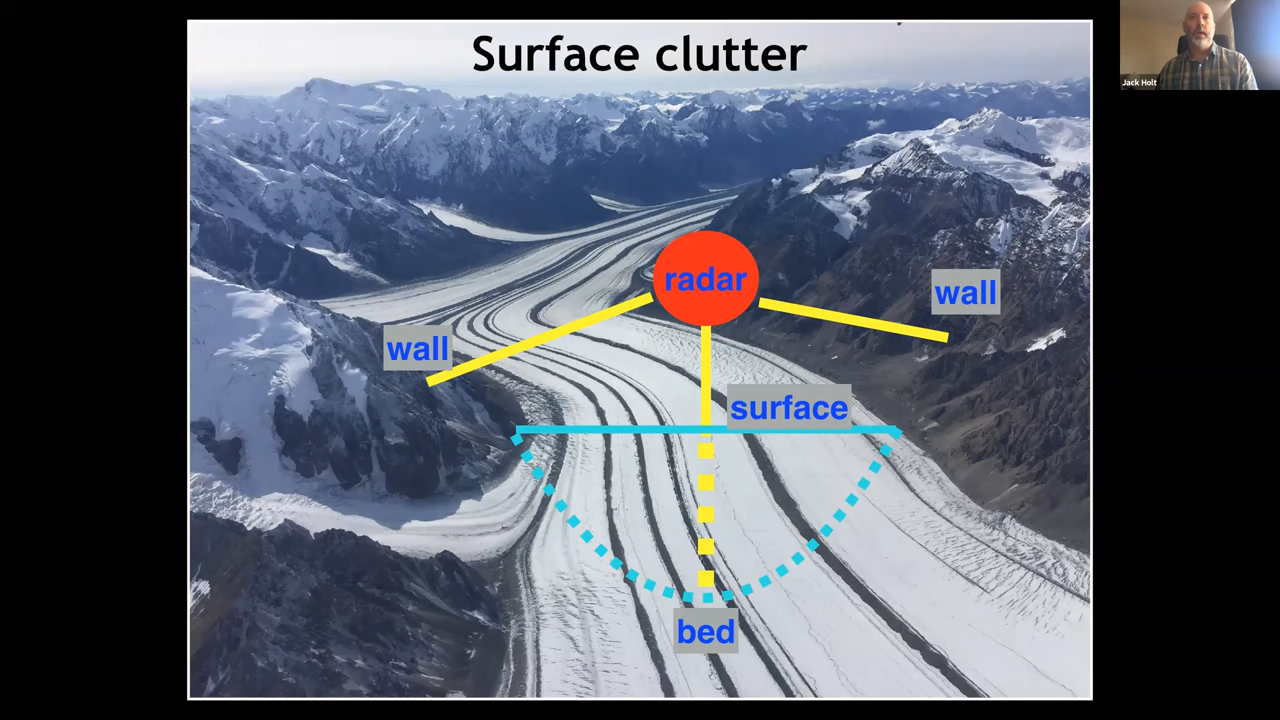 Surface clutter
Jack Holt
radar
wall
wall
surface
bed